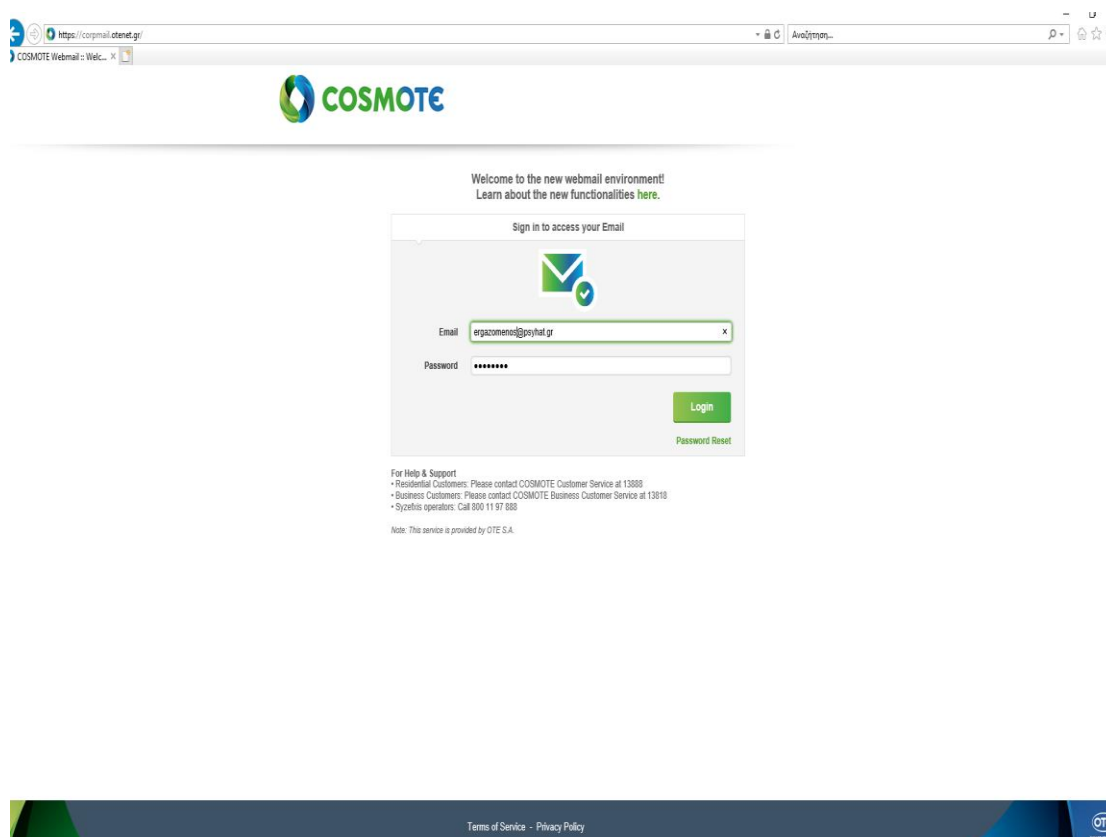 https://corpmail.otenet.gr/
Αναζήτηση...
COSMOTE Webmail :: Welc...
COSMOTE
Welcome to the new webmail environment!
Learn about the new functionalities here.
Sign in to access your Email
Email ergazomenos@psyhat.gr x
Password ••••••••
Login
Password Reset
For Help & Support
• Residential Customers: Please contact COSMOTE Customer Service at 13888
• Business Customers: Please contact COSMOTE Business Customer Service at 13818
• Syzefxis operators: Call 800 11 97 888
Note: This service is provided by OTE S.A.
Terms of Service - Privacy Policy
OT